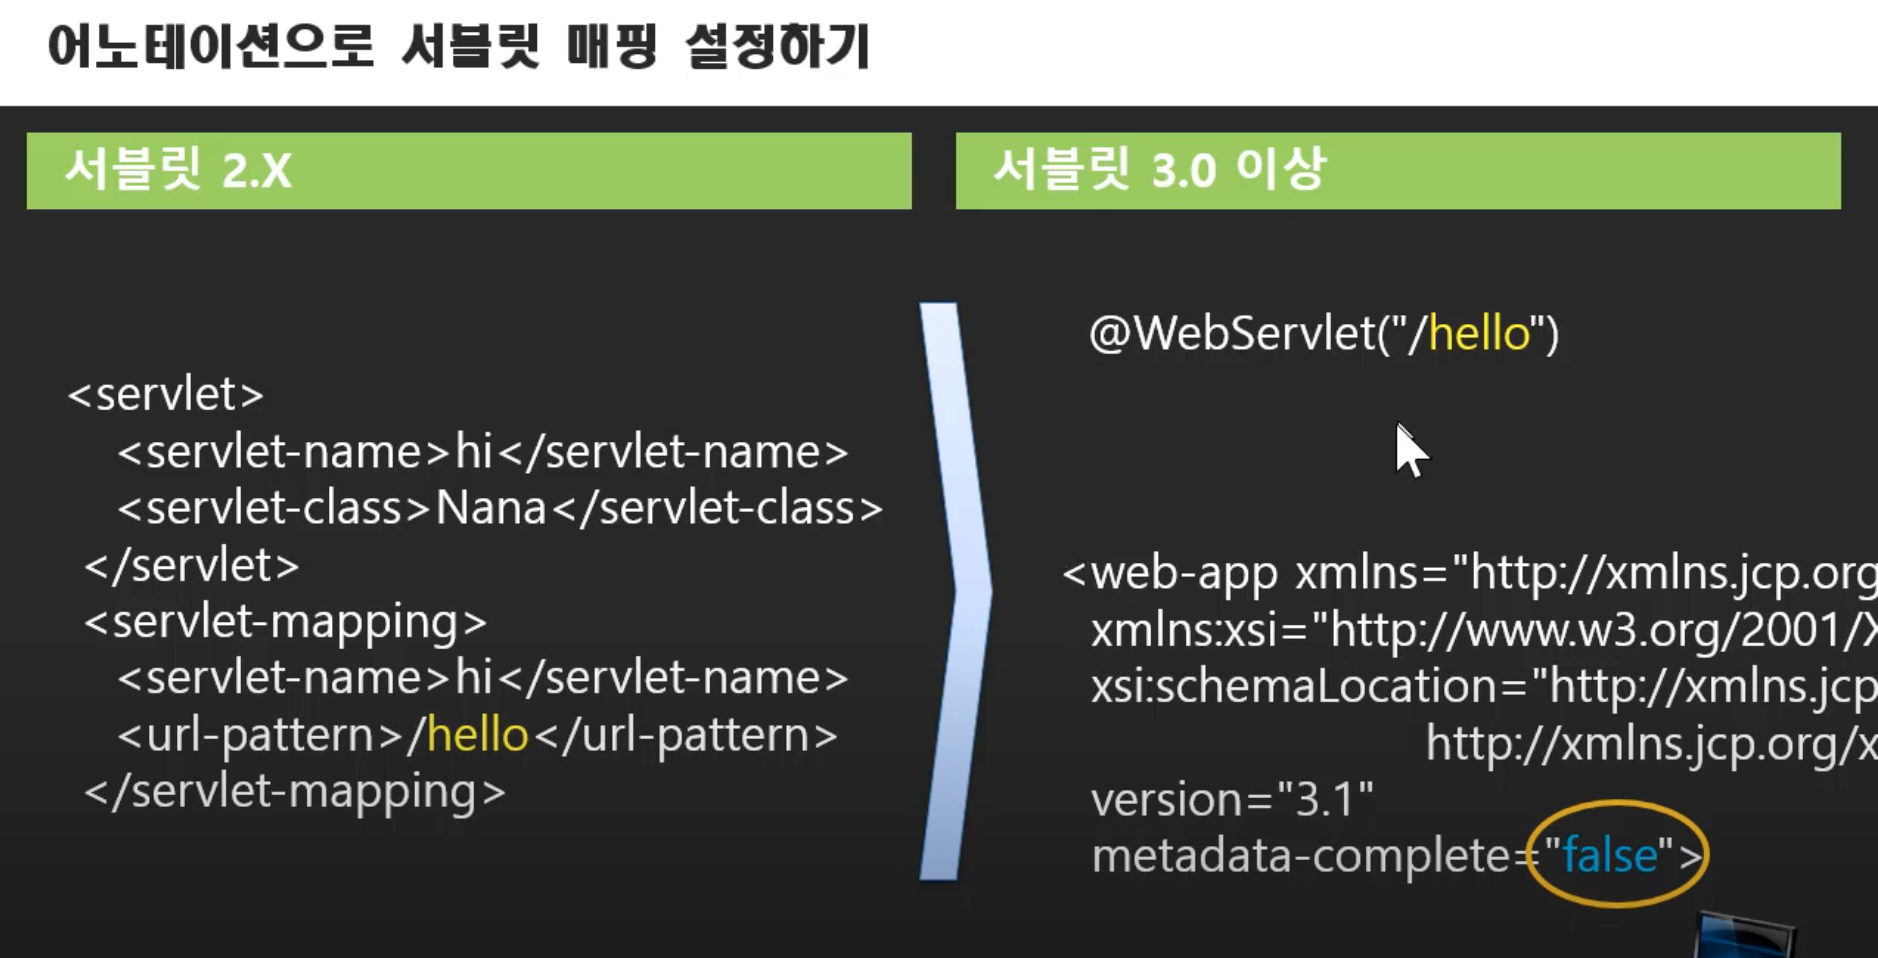 어노테이션으로 서블릿 매핑 설정하기
서블릿 2.X
<servlet>
<servlet-name>hi</servlet-name>
<servlet-class>Nana</servlet-class>
</servlet>
<servlet-mapping>
<servlet-name>hi</servlet-name>
<url-pattern>/hello</url-pattern>
</servlet-mapping>
서블릿 3.0 이상
@WebServlet("/hello")
<web-app xmlns="http://xmlns.jcp.org
xmlns:xsi="http://www.w3.org/2001/X
xsi:schemaLocation="http://xmlns.jcp
http://xmlns.jcp.org/x
version="3.1"
metadata-complete="false">